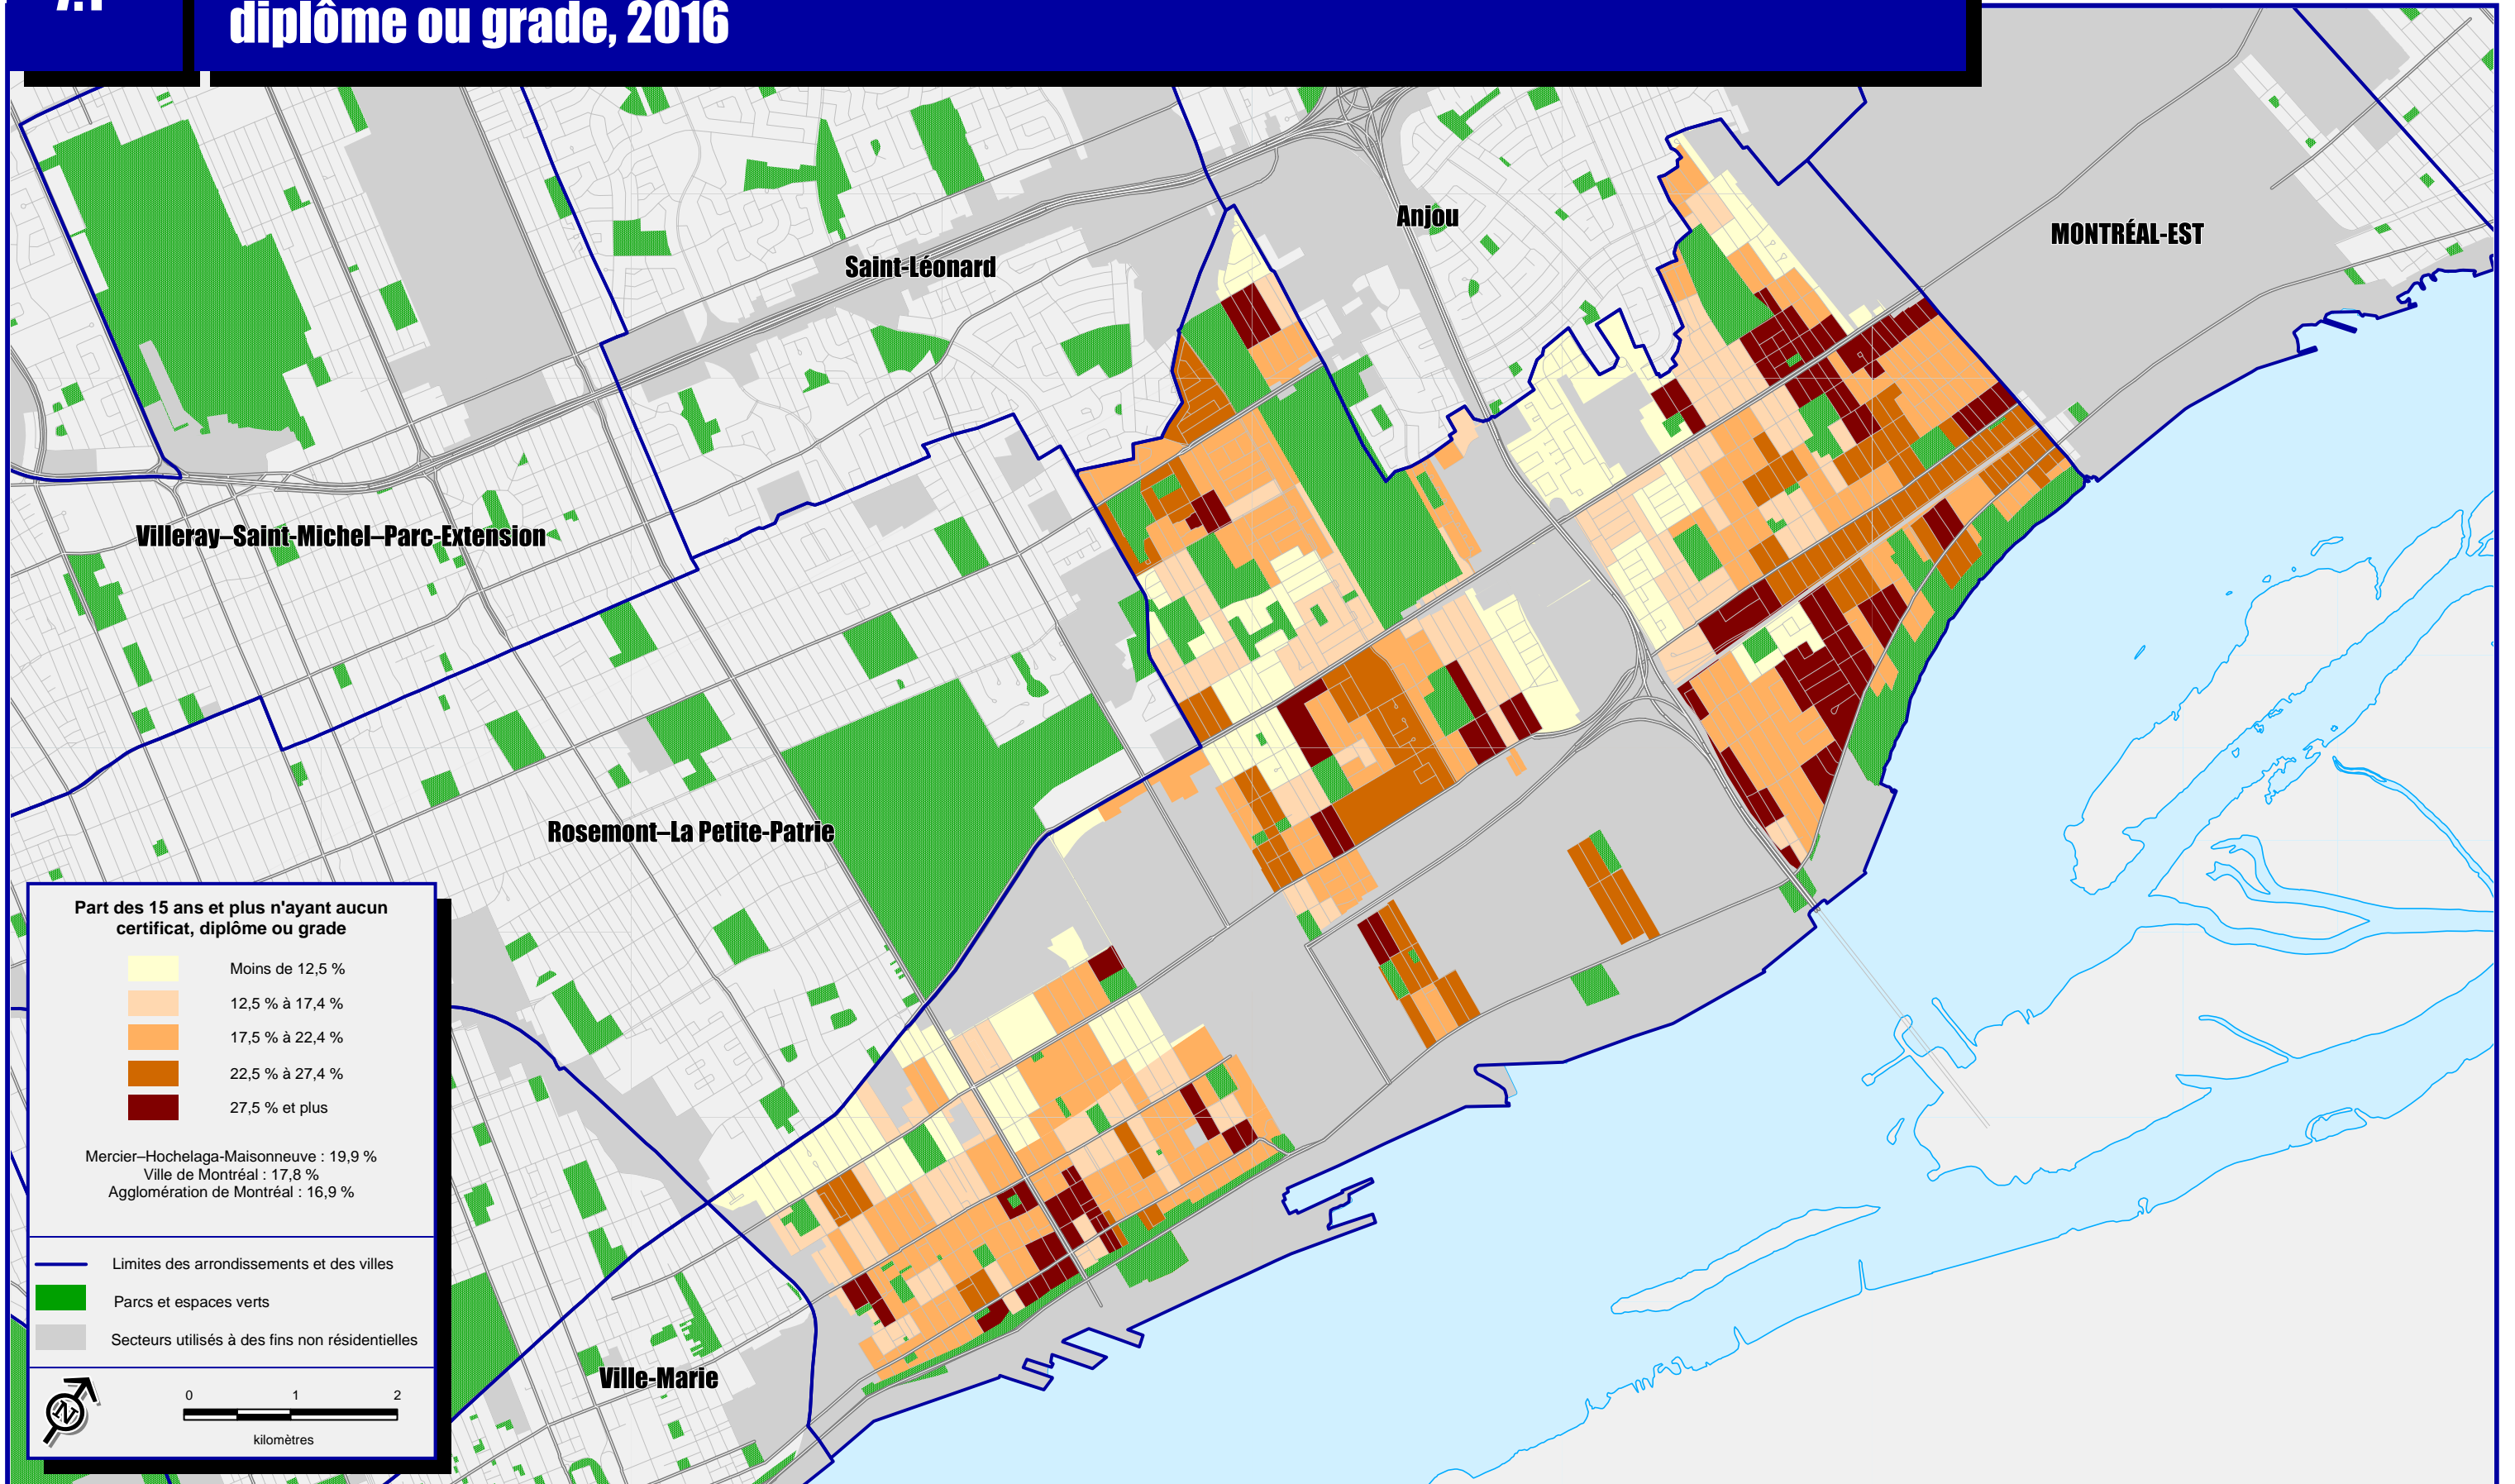 diplôme ou grade, 2016
Anjou
MONTRÉAL-EST
Saint-Léonard
Villeray–Saint-Michel–Parc-Extension
Rosemont–La Petite-Patrie
Ville-Marie
Part des 15 ans et plus n'ayant aucun
certificat, diplôme ou grade
Moins de 12,5 %
12,5 % à 17,4 %
17,5 % à 22,4 %
22,5 % à 27,4 %
27,5 % et plus
Mercier–Hochelaga-Maisonneuve : 19,9 %
Ville de Montréal : 17,8 %
Agglomération de Montréal : 16,9 %
Limites des arrondissements et des villes
Parcs et espaces verts
Secteurs utilisés à des fins non résidentielles
N
0 1 2
kilomètres